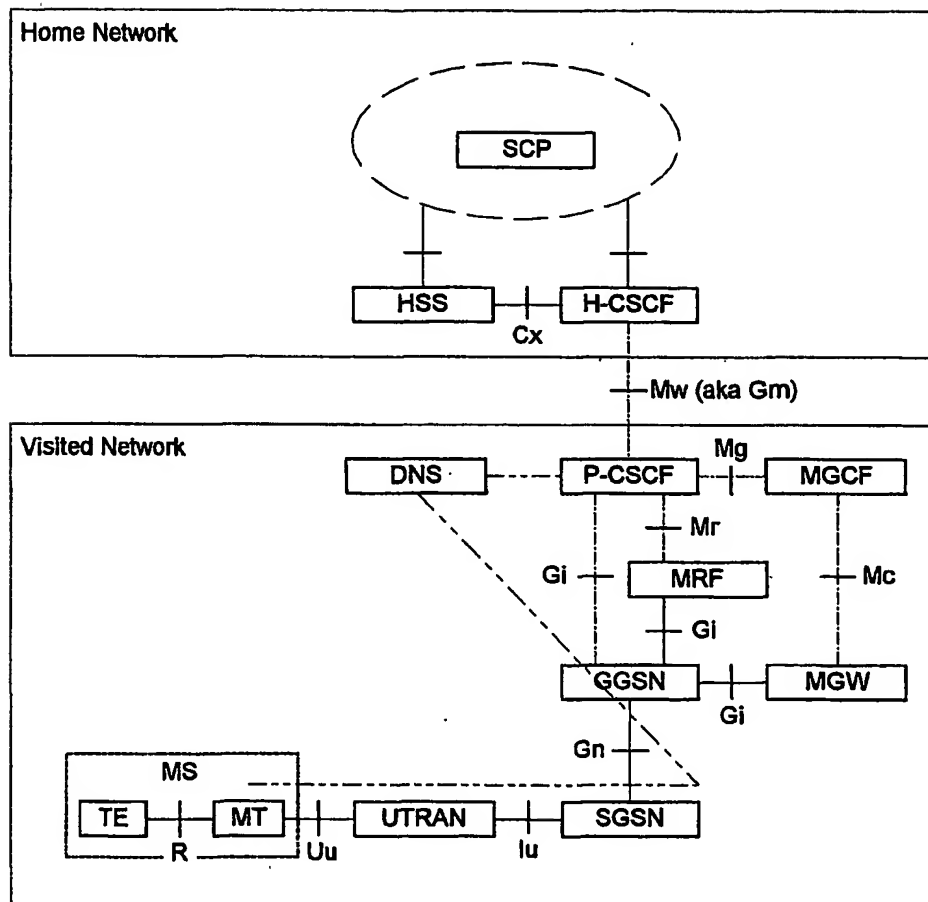 Home Network
SCP
HSS
H-CSCF
Cx
Mw (aka Gm)
Visited Network
DNS
P-CSCF
Mg
MGCF
Mr
Gi
MRF
Mc
Gi
GGSN
Gi
MGW
Gn
MS
TE
R
MT
Uu
UTRAN
Iu
SGSN